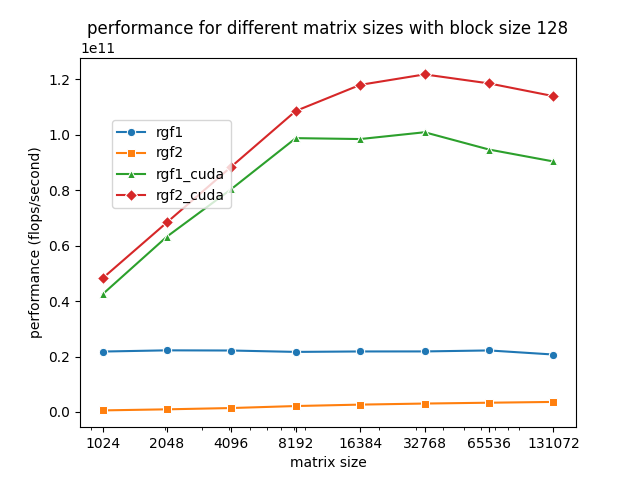 performance for different matrix sizes with block size 128
1e11
1.2
1.0
0.8
0.6
0.4
0.2
0.0
performance (flops/second)
rgf1
rgf2
rgf1_cuda
rgf2_cuda
1024 2048 4096 8192 16384 32768 65536 131072
matrix size